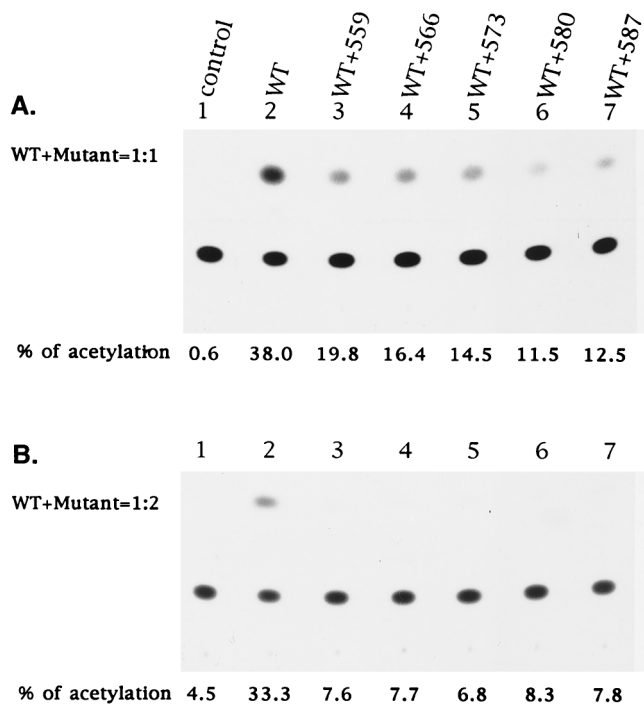 control WT WT+559 WT+566 WT+573 WT+580 WT+587
A.
1 2 3 4 5 6 7
WT+Mutant=1:1
% of acetylation 0.6 38.0 19.8 16.4 14.5 11.5 12.5
B.
1 2 3 4 5 6 7
WT+Mutant=1:2
% of acetylation 4.5 33.3 7.6 7.7 6.8 8.3 7.8